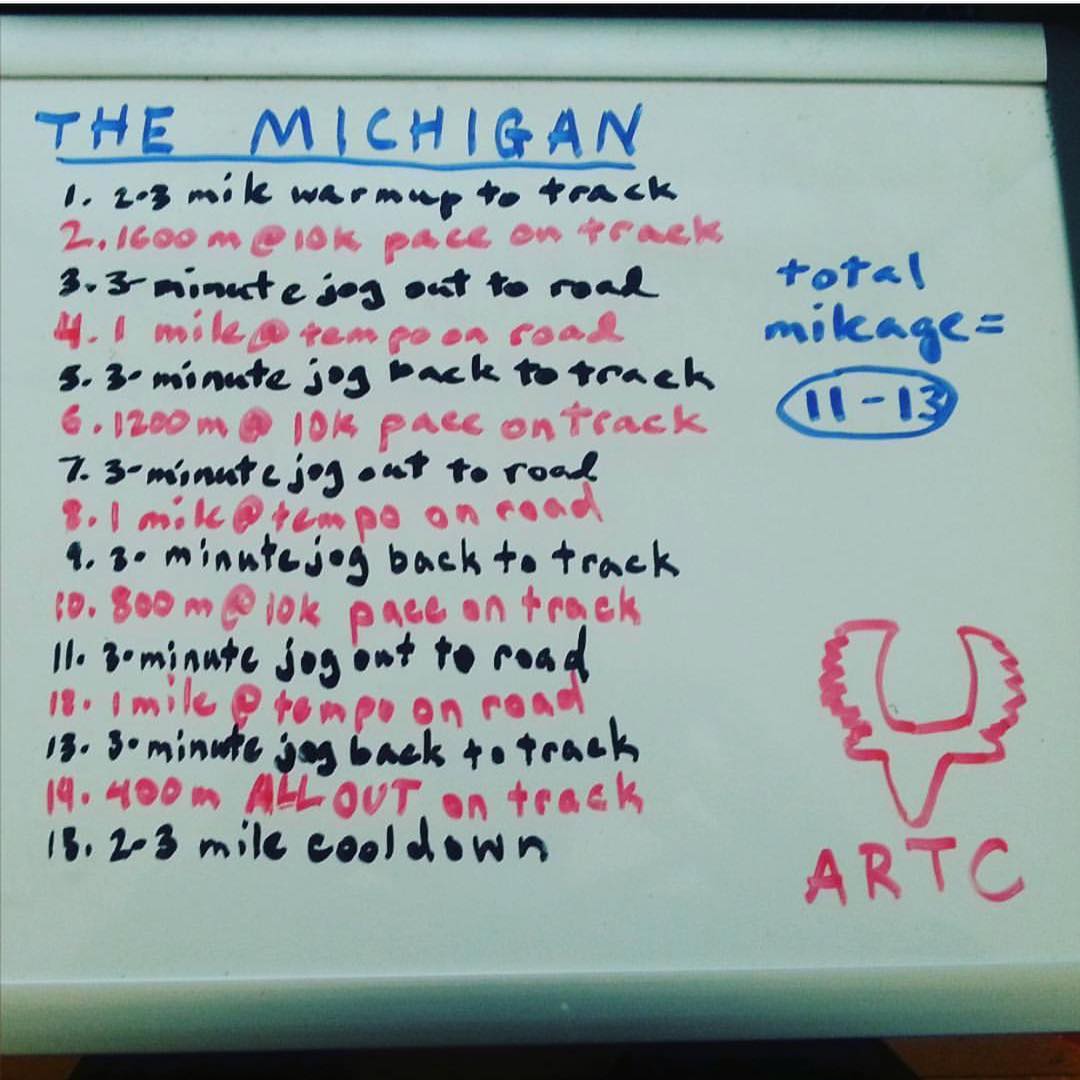 THE MICHIGAN
1. 2-3 mile warmup to track
2. 1600m @ 10k pace on track
3. 3-minute jog out to road
4. 1 mile @ tempo on road
5. 3-minute jog back to track
6. 1200m @ 10k pace on track
7. 3-minute jog out to road
8. 1 mile @ tempo on road
9. 3-minute jog back to track
10. 800m @ 10k pace on track
11. 3-minute jog out to road
12. 1 mile @ tempo on road
13. 3-minute jog back to track
14. 400m ALL OUT on track
15. 2-3 mile cooldown
total
mileage =
11-13
ARTC